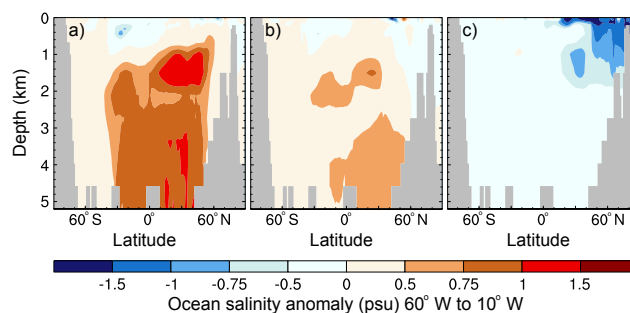 a) b) c)
0
1
2
3
4
5
Depth (km)
60° S 0° 60° N 60° S 0° 60° N 60° S 0° 60° N
Latitude Latitude Latitude
-1.5 -1 -0.75 -0.5 0 0.5 0.75 1 1.5
Ocean salinity anomaly (psu) 60° W to 10° W